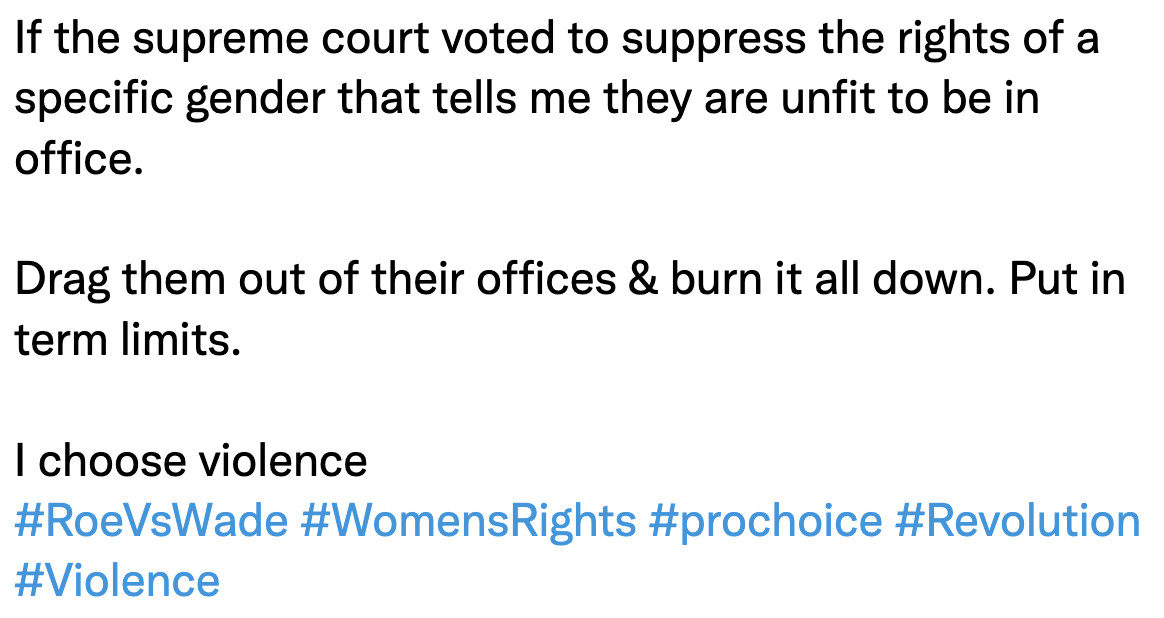 If the supreme court voted to suppress the rights of a
specific gender that tells me they are unfit to be in
office.
Drag them out of their offices & burn it all down. Put in
term limits.
I choose violence
#RoeVsWade #WomensRights #prochoice #Revolution
#Violence